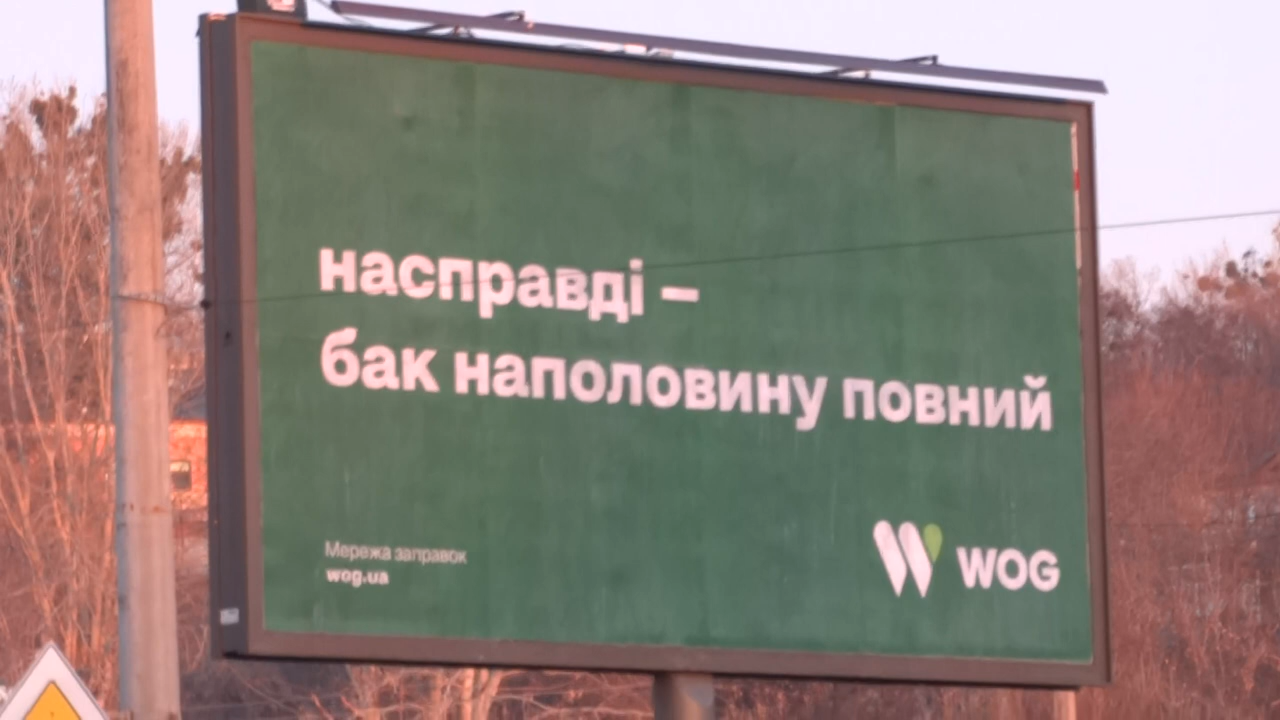 насправді –
бак наполовину повний
Мережа заправок
wog.ua
WOG